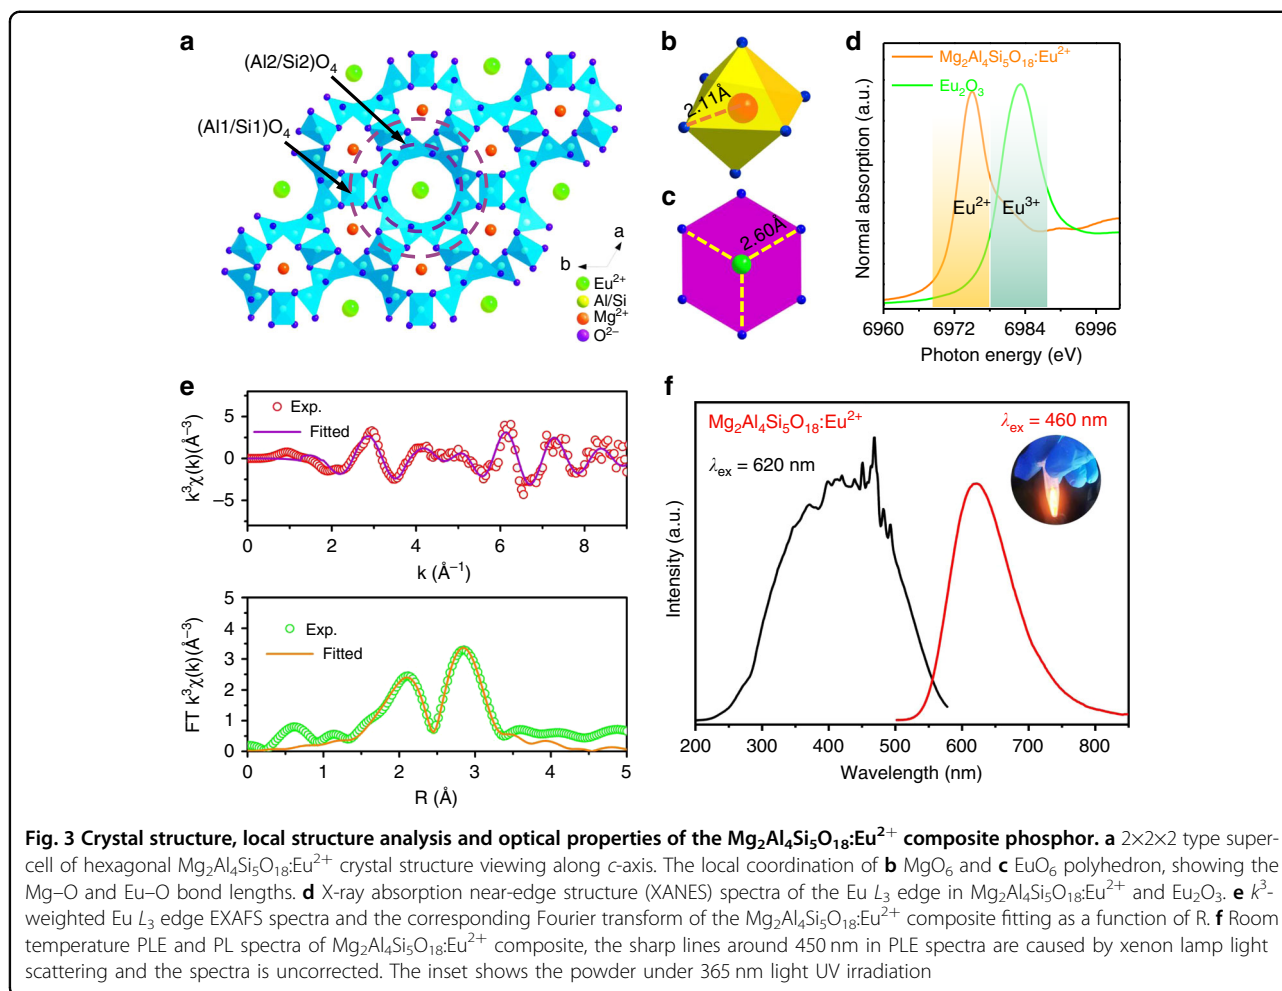 a
(Al2/Si2)O₄
(Al1/Si1)O₄
a
b
Eu²⁺
Al/Si
Mg²⁺
O²⁻
b
2.11Å
c
2.60Å
d
Mg₂Al₄Si₅O₁₈:Eu²⁺
Eu₂O₃
Eu²⁺
Eu³⁺
Normal absorption (a.u.)
6960 6972 6984 6996
Photon energy (eV)
e
Exp.
Fitted
k³χ(k)(Å⁻³)
5
0
−5
0 2 4 6 8
k (Å⁻¹)
Exp.
Fitted
FT k³χ(k)(Å⁻³)
5
4
3
2
1
0
0 1 2 3 4 5
R (Å)
f
Mg₂Al₄Si₅O₁₈:Eu²⁺
λex = 460 nm
λex = 620 nm
Intensity (a.u.)
200 300 400 500 600 700 800
Wavelength (nm)
Fig. 3 Crystal structure, local structure analysis and optical properties of the Mg₂Al₄Si₅O₁₈:Eu²⁺ composite phosphor. a 2×2×2 type super-
cell of hexagonal Mg₂Al₄Si₅O₁₈:Eu²⁺ crystal structure viewing along c-axis. The local coordination of b MgO₆ and c EuO₆ polyhedron, showing the
Mg–O and Eu–O bond lengths. d X-ray absorption near-edge structure (XANES) spectra of the Eu L₃ edge in Mg₂Al₄Si₅O₁₈:Eu²⁺ and Eu₂O₃. e k³-
weighted Eu L₃ edge EXAFS spectra and the corresponding Fourier transform of the Mg₂Al₄Si₅O₁₈:Eu²⁺ composite fitting as a function of R. f Room
temperature PLE and PL spectra of Mg₂Al₄Si₅O₁₈:Eu²⁺ composite, the sharp lines around 450 nm in PLE spectra are caused by xenon lamp light
scattering and the spectra is uncorrected. The inset shows the powder under 365 nm light UV irradiation